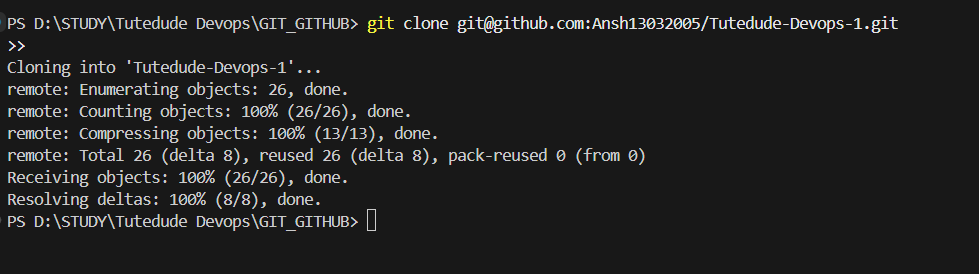 PS D:\STUDY\Tutedude Devops\GIT_GITHUB> git clone git@github.com:Ansh13032005/Tutedude-Devops-1.git
>>
Cloning into 'Tutedude-Devops-1'...
remote: Enumerating objects: 26, done.
remote: Counting objects: 100% (26/26), done.
remote: Compressing objects: 100% (13/13), done.
remote: Total 26 (delta 8), reused 26 (delta 8), pack-reused 0 (from 0)
Receiving objects: 100% (26/26), done.
Resolving deltas: 100% (8/8), done.
PS D:\STUDY\Tutedude Devops\GIT_GITHUB>